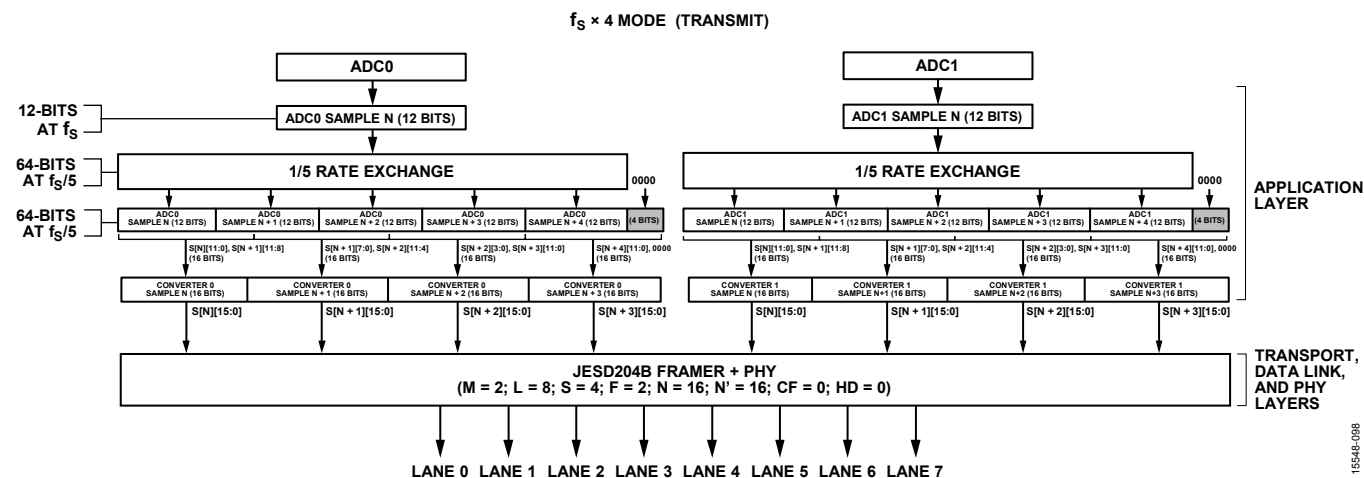 fS × 4 MODE (TRANSMIT)
ADC0
ADC1
12-BITS
AT fS
ADC0 SAMPLE N (12 BITS)
ADC1 SAMPLE N (12 BITS)
64-BITS
AT fS/5
1/5 RATE EXCHANGE
0000
1/5 RATE EXCHANGE
0000
APPLICATION
LAYER
64-BITS
AT fS/5
ADC0
SAMPLE N (12 BITS)
ADC0
SAMPLE N + 1 (12 BITS)
ADC0
SAMPLE N + 2 (12 BITS)
ADC0
SAMPLE N + 3 (12 BITS)
ADC0
SAMPLE N + 4 (12 BITS)
(4 BITS)
ADC1
SAMPLE N (12 BITS)
ADC1
SAMPLE N + 1 (12 BITS)
ADC1
SAMPLE N + 2 (12 BITS)
ADC1
SAMPLE N + 3 (12 BITS)
ADC1
SAMPLE N + 4 (12 BITS)
(4 BITS)
S[N][11:0], S[N + 1][11:8]
(16 BITS)
S[N + 1][7:0], S[N + 2][11:4]
(16 BITS)
S[N + 2][3:0], S[N + 3][11:0]
(16 BITS)
S[N + 4][11:0], 0000
(16 BITS)
S[N][11:0], S[N + 1][11:8]
(16 BITS)
S[N + 1][7:0], S[N + 2][11:4]
(16 BITS)
S[N + 2][3:0], S[N + 3][11:0]
(16 BITS)
S[N + 4][11:0], 0000
(16 BITS)
CONVERTER 0
SAMPLE N (16 BITS)
CONVERTER 0
SAMPLE N + 1 (16 BITS)
CONVERTER 0
SAMPLE N + 2 (16 BITS)
CONVERTER 0
SAMPLE N + 3 (16 BITS)
CONVERTER 1
SAMPLE N (16 BITS)
CONVERTER 1
SAMPLE N+1 (16 BITS)
CONVERTER 1
SAMPLE N+2 (16 BITS)
CONVERTER 1
SAMPLE N+3 (16 BITS)
S[N][15:0]
S[N + 1][15:0]
S[N + 2][15:0]
S[N + 3][15:0]
S[N][15:0]
S[N + 1][15:0]
S[N + 2][15:0]
S[N + 3][15:0]
JESD204B FRAMER + PHY
(M = 2; L = 8; S = 4; F = 2; N = 16; N' = 16; CF = 0; HD = 0)
TRANSPORT,
DATA LINK,
AND PHY
LAYERS
LANE 0 LANE 1 LANE 2 LANE 3 LANE 4 LANE 5 LANE 6 LANE 7
15548-098